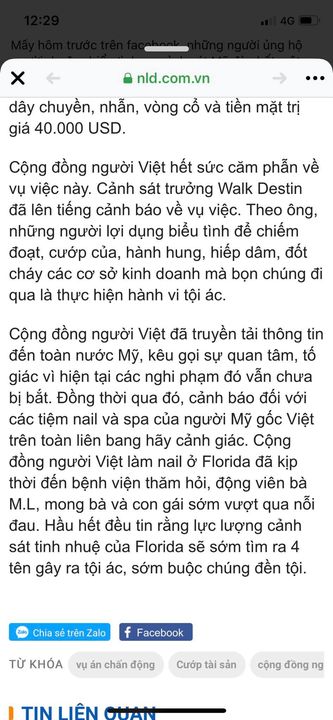 12:29
4G
Mấy hôm trước trên facebook, những người ủng hộ
nld.com.vn
dây chuyền, nhẫn, vòng cổ và tiền mặt trị
giá 40.000 USD.
Cộng đồng người Việt hết sức căm phẫn về
vụ việc này. Cảnh sát trưởng Walk Destin
đã lên tiếng cảnh báo về vụ việc. Theo ông,
những người lợi dụng biểu tình để chiếm
đoạt, cướp của, hành hung, hiếp dâm, đốt
cháy các cơ sở kinh doanh mà bọn chúng đi
qua là thực hiện hành vi tội ác.
Cộng đồng người Việt đã truyền tải thông tin
đến toàn nước Mỹ, kêu gọi sự quan tâm, tố
giác vì hiện tại các nghi phạm đó vẫn chưa
bị bắt. Đồng thời qua đó, cảnh báo đối với
các tiệm nail và spa của người Mỹ gốc Việt
trên toàn liên bang hãy cảnh giác. Cộng
đồng người Việt làm nail ở Florida đã kịp
thời đến bệnh viện thăm hỏi, động viên bà
M.L, mong bà và con gái sớm vượt qua nỗi
đau. Hầu hết đều tin rằng lực lượng cảnh
sát tinh nhuệ của Florida sẽ sớm tìm ra 4
tên gây ra tội ác, sớm buộc chúng đền tội.
Zalo Chia sẻ trên Zalo Facebook
TỪ KHÓA vụ án chấn động Cướp tài sản cộng đồng ng
TIN LIÊN QUAN